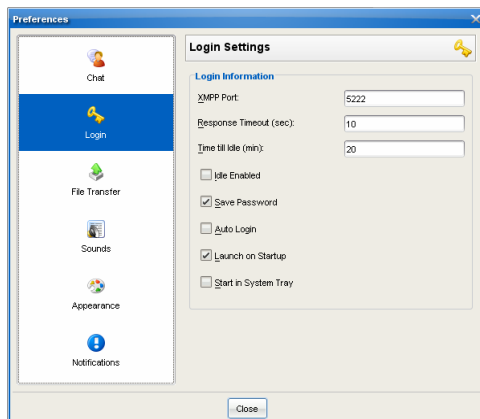 Preferences
Chat
Login
File Transfer
Sounds
Appearance
Notifications
Login Settings
Login Information
XMPP Port:
5222
Response Timeout (sec):
10
Time till Idle (min):
20
Idle Enabled
Save Password
Auto Login
Launch on Startup
Start in System Tray
Close